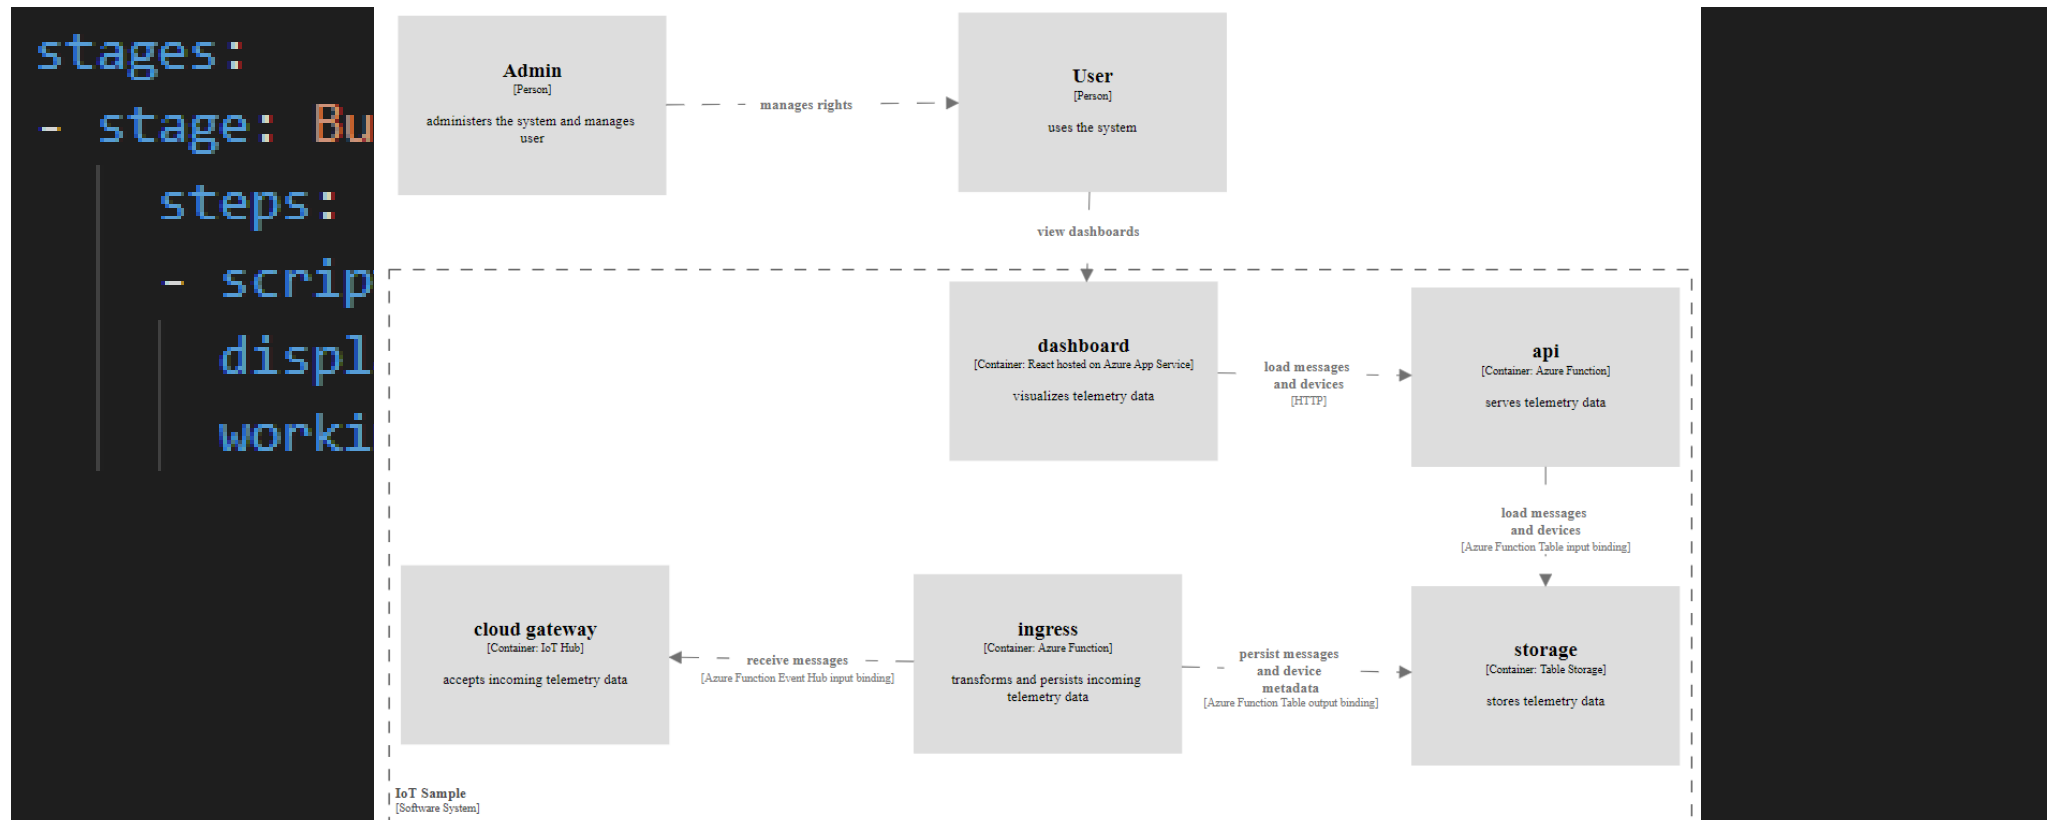 stages:
- stage: Bu
steps:
- scrip
displ
worki
Admin
[Person]
administers the system and manages
user
manages rights
User
[Person]
uses the system
view dashboards
dashboard
[Container: React hosted on Azure App Service]
visualizes telemetry data
load messages
and devices
[HTTP]
api
[Container: Azure Function]
serves telemetry data
load messages
and devices
[Azure Function Table input binding]
cloud gateway
[Container: IoT Hub]
accepts incoming telemetry data
receive messages
[Azure Function Event Hub input binding]
ingress
[Container: Azure Function]
transforms and persists incoming
telemetry data
persist messages
and device
metadata
[Azure Function Table output binding]
storage
[Container: Table Storage]
stores telemetry data
IoT Sample
[Software System]